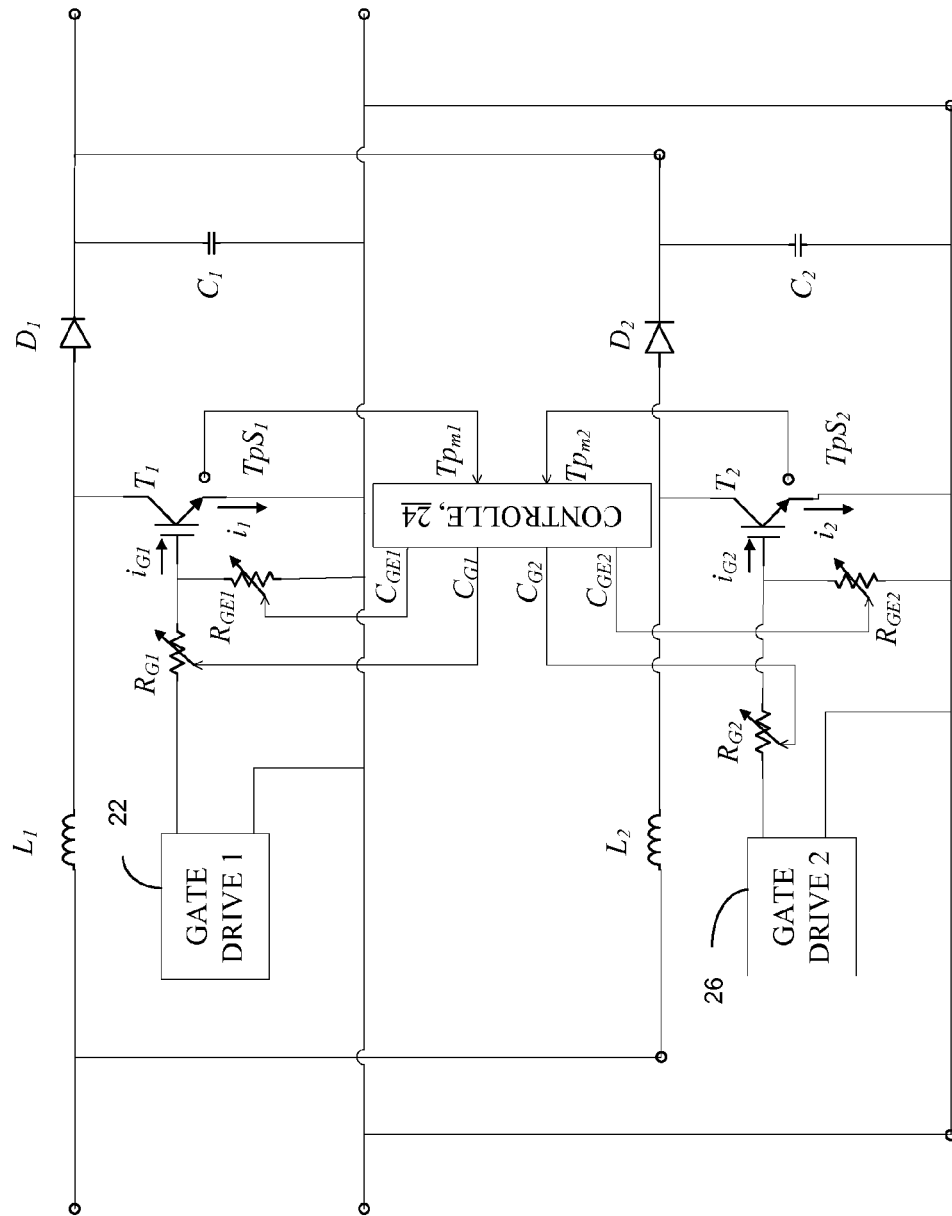 L1
D1
C1
22
GATE
DRIVE 1
RG1
RGE1
iG1
T1
i1
TpS1
CGE1
CG1
CG2
CGE2
CONTROLLE, 24
Tpm1
Tpm2
L2
D2
C2
26
GATE
DRIVE 2
RG2
RGE2
iG2
T2
i2
TpS2